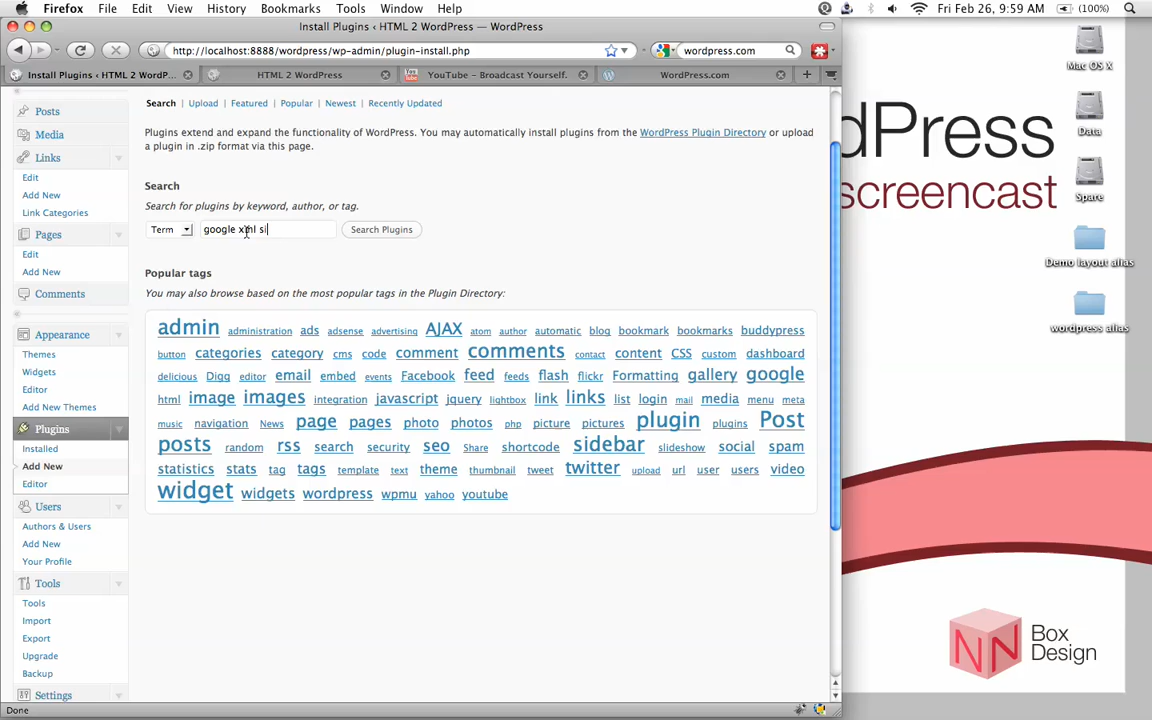 Firefox File Edit View History Bookmarks Tools Window Help
(100%) Fri Feb 26, 9:59 AM
Install Plugins ‹ HTML 2 WordPress — WordPress
http://localhost:8888/wordpress/wp-admin/plugin-install.php
wordpress.com
Install Plugins ‹ HTML 2 WordP...
HTML 2 WordPress
YouTube - Broadcast Yourself.
WordPress.com
Search | Upload | Featured | Popular | Newest | Recently Updated
Plugins extend and expand the functionality of WordPress. You may automatically install plugins from the WordPress Plugin Directory or upload
a plugin in .zip format via this page.
Search
Search for plugins by keyword, author, or tag.
Term google xml si Search Plugins
Popular tags
You may also browse based on the most popular tags in the Plugin Directory:
admin administration ads adsense advertising AJAX atom author automatic blog bookmark bookmarks buddypress
button categories category cms code comment comments contact content CSS custom dashboard
delicious Digg editor email embed events Facebook feed feeds flash flickr Formatting gallery google
html image images integration javascript jquery lightbox link links list login mail media menu meta
music navigation News page pages photo photos php picture pictures plugin plugins Post
posts random rss search security seo Share shortcode sidebar slideshow social spam
statistics stats tag tags template text theme thumbnail tweet twitter upload url user users video
widget widgets wordpress wpmu yahoo youtube
Posts
Media
Links
Edit
Add New
Link Categories
Pages
Edit
Add New
Comments
Appearance
Themes
Widgets
Editor
Add New Themes
Plugins
Installed
Add New
Editor
Users
Authors & Users
Add New
Your Profile
Tools
Tools
Import
Export
Upgrade
Backup
Settings
Done
dPress
screencast
Mac OS X
Data
Spare
Demo layout alias
wordpress alias
NN
Box
Design